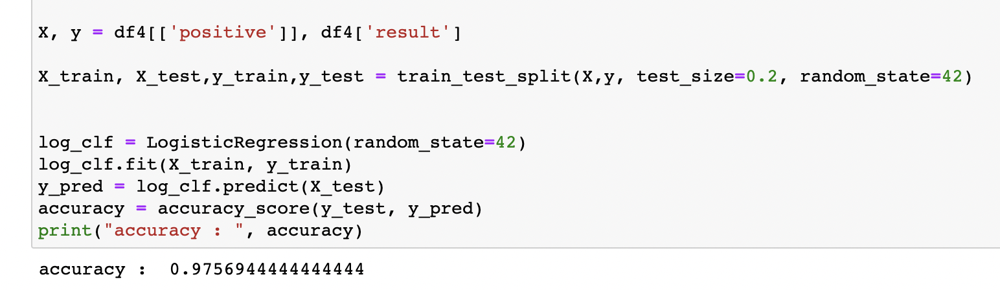 X, y = df4[['positive']], df4['result']
X_train, X_test,y_train,y_test = train_test_split(X,y, test_size=0.2, random_state=42)
log_clf = LogisticRegression(random_state=42)
log_clf.fit(X_train, y_train)
y_pred = log_clf.predict(X_test)
accuracy = accuracy_score(y_test, y_pred)
print("accuracy : ", accuracy)
accuracy :  0.9756944444444444